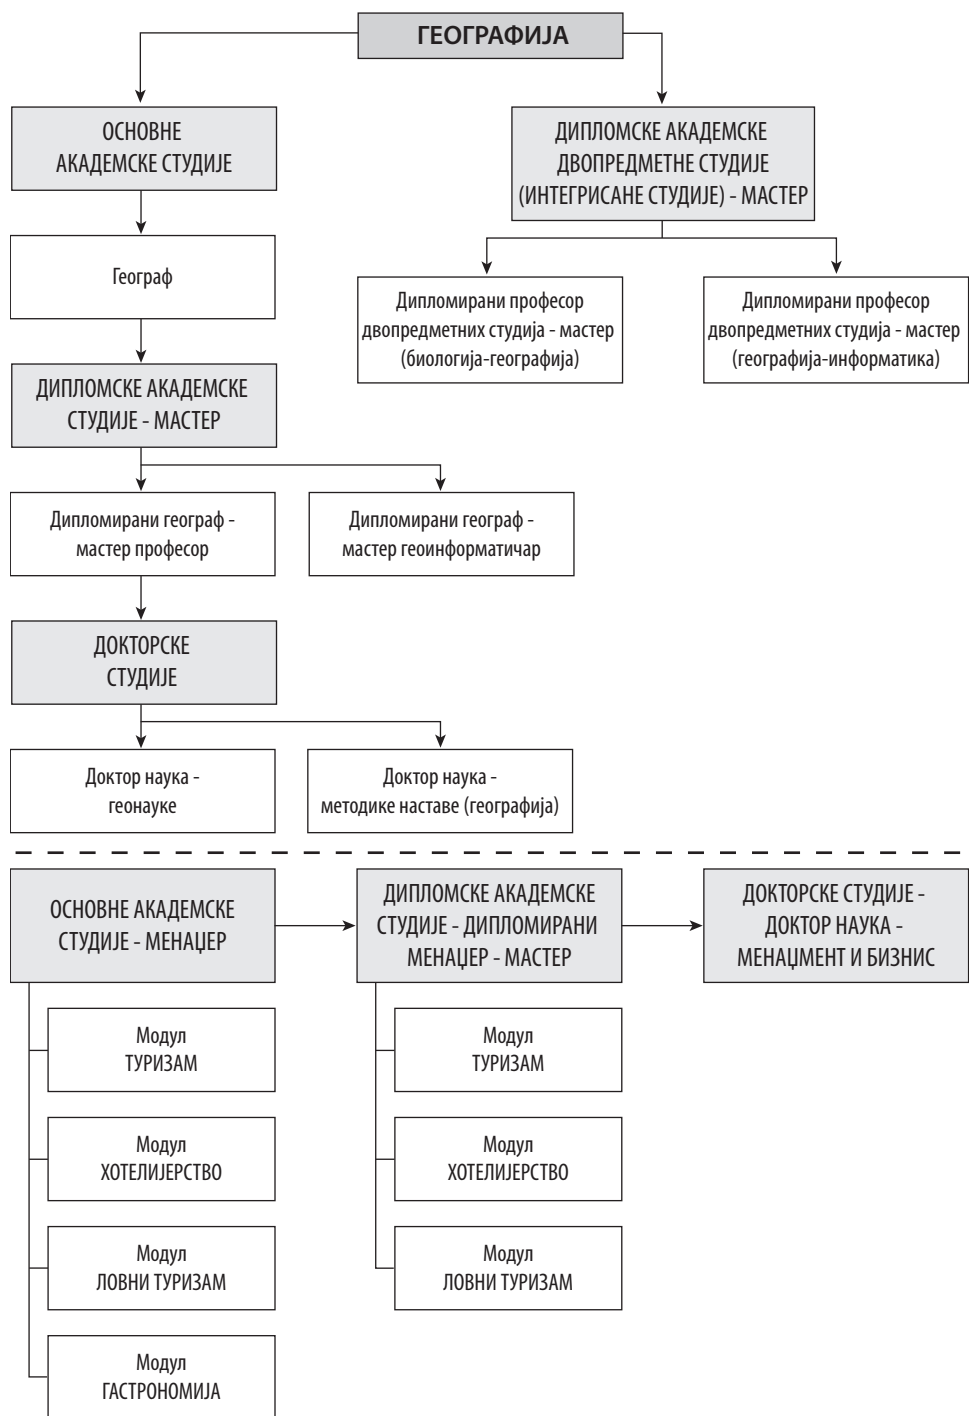 ГЕОГРАФИЈА
ОСНОВНЕ
АКАДЕМСКЕ СТУДИЈЕ
ДИПЛОМСКЕ АКАДЕМСКЕ
ДВОПРЕДМЕТНЕ СТУДИЈЕ
(ИНТЕГРИСАНЕ СТУДИЈЕ) - МАСТЕР
Географ
Дипломирани професор
двопредметних студија - мастер
(биологија-географија)
Дипломирани професор
двопредметних студија - мастер
(географија-информатика)
ДИПЛОМСКЕ АКАДЕМСКЕ
СТУДИЈЕ - МАСТЕР
Дипломирани географ -
мастер професор
Дипломирани географ -
мастер геоинформатичар
ДОКТОРСКЕ
СТУДИЈЕ
Доктор наука -
геонауке
Доктор наука -
методике наставе (географија)
ОСНОВНЕ АКАДЕМСКЕ
СТУДИЈЕ - МЕНАЏЕР
ДИПЛОМСКЕ АКАДЕМСКЕ
СТУДИЈЕ - ДИПЛОМИРАНИ
МЕНАЏЕР - МАСТЕР
ДОКТОРСКЕ СТУДИЈЕ -
ДОКТОР НАУКА -
МЕНАЏМЕНТ И БИЗНИС
Модул
ТУРИЗАМ
Модул
ХОТЕЛИЈЕРСТВО
Модул
ЛОВНИ ТУРИЗАМ
Модул
ГАСТРОНОМИЈА
Модул
ТУРИЗАМ
Модул
ХОТЕЛИЈЕРСТВО
Модул
ЛОВНИ ТУРИЗАМ